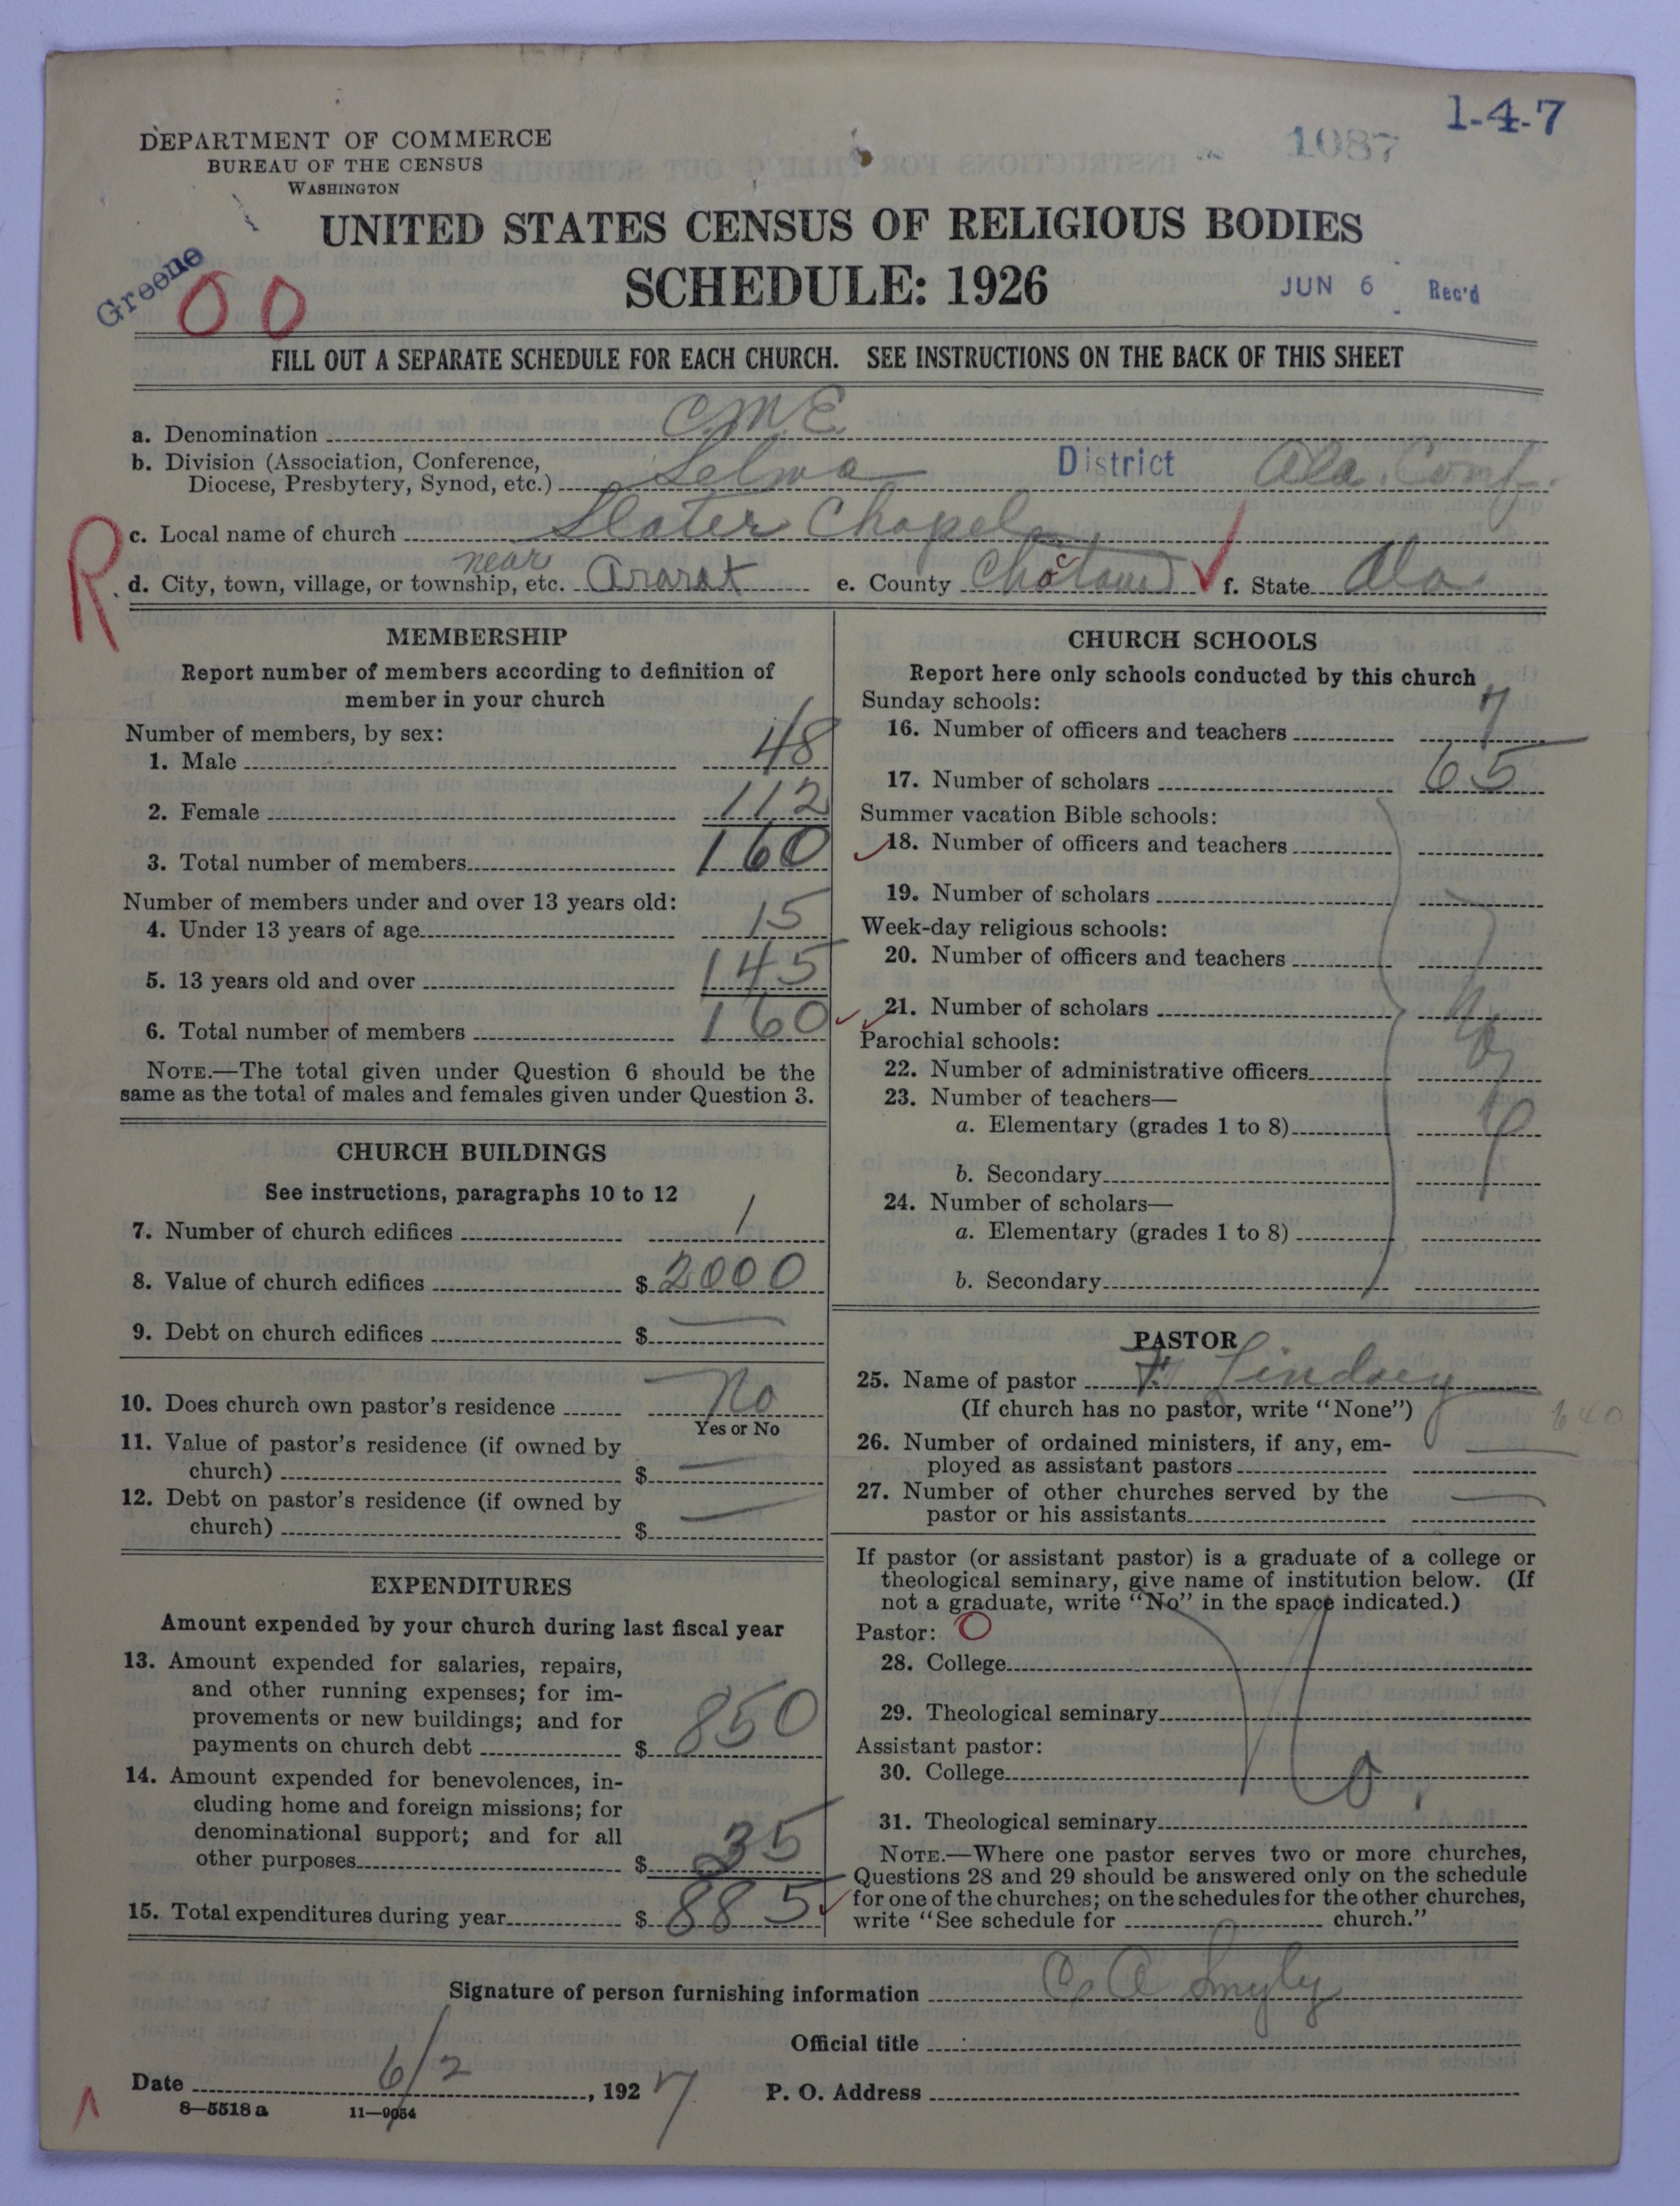 1-4-7
1087
DEPARTMENT OF COMMERCE
BUREAU OF THE CENSUS
WASHINGTON
UNITED STATES CENSUS OF RELIGIOUS BODIES
SCHEDULE: 1926
Greene
00
JUN 6 Rec'd
FILL OUT A SEPARATE SCHEDULE FOR EACH CHURCH. SEE INSTRUCTIONS ON THE BACK OF THIS SHEET
a. Denomination C.M.E.
b. Division (Association, Conference,
Diocese, Presbytery, Synod, etc.) Selma District Ala. Conf.
R
c. Local name of church Slater Chapel
near
d. City, town, village, or township, etc. Ararat e. County f. State Ala
MEMBERSHIP
Report number of members according to definition of
member in your church
Number of members, by sex:
1. Male 48
2. Female 112
3. Total number of members 160
Number of members under and over 13 years old:
4. Under 13 years of age 15
5. 13 years old and over 145
6. Total number of members 160
NOTE.—The total given under Question 6 should be the
same as the total of males and females given under Question 3.
CHURCH BUILDINGS
See instructions, paragraphs 10 to 12
7. Number of church edifices 1
8. Value of church edifices $ 2000
9. Debt on church edifices $ —
10. Does church own pastor's residence No
Yes or No
11. Value of pastor's residence (if owned by
church) $ —
12. Debt on pastor's residence (if owned by
church) $ —
EXPENDITURES
Amount expended by your church during last fiscal year
13. Amount expended for salaries, repairs,
and other running expenses; for im-
provements or new buildings; and for
payments on church debt $ 850
14. Amount expended for benevolences, in-
cluding home and foreign missions; for
denominational support; and for all
other purposes $ 35
15. Total expenditures during year $ 885
CHURCH SCHOOLS
Report here only schools conducted by this church
Sunday schools:
16. Number of officers and teachers 7
17. Number of scholars 65
Summer vacation Bible schools:
18. Number of officers and teachers
19. Number of scholars
Week-day religious schools:
20. Number of officers and teachers
21. Number of scholars
Parochial schools:
22. Number of administrative officers
23. Number of teachers—
a. Elementary (grades 1 to 8)
b. Secondary
24. Number of scholars—
a. Elementary (grades 1 to 8)
b. Secondary
PASTOR
25. Name of pastor Lindsey
(If church has no pastor, write "None")
640
26. Number of ordained ministers, if any, em-
ployed as assistant pastors —
27. Number of other churches served by the
pastor or his assistants —
If pastor (or assistant pastor) is a graduate of a college or
theological seminary, give name of institution below. (If
not a graduate, write "No" in the space indicated.)
Pastor: O
28. College
29. Theological seminary
No
Assistant pastor:
30. College
31. Theological seminary
NOTE.—Where one pastor serves two or more churches,
Questions 28 and 29 should be answered only on the schedule
for one of the churches; on the schedules for the other churches,
write "See schedule for church."
Signature of person furnishing information C A Smyly
Official title
Date 6/2, 1927 P. O. Address
8—5518 a 11—9054